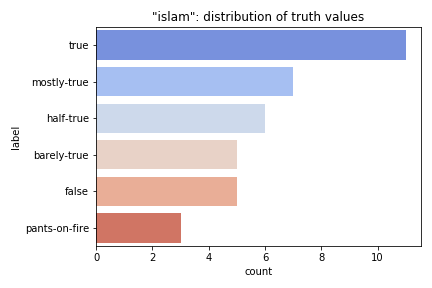 "islam": distribution of truth values
label
true
mostly-true
half-true
barely-true
false
pants-on-fire
0 2 4 6 8 10
count